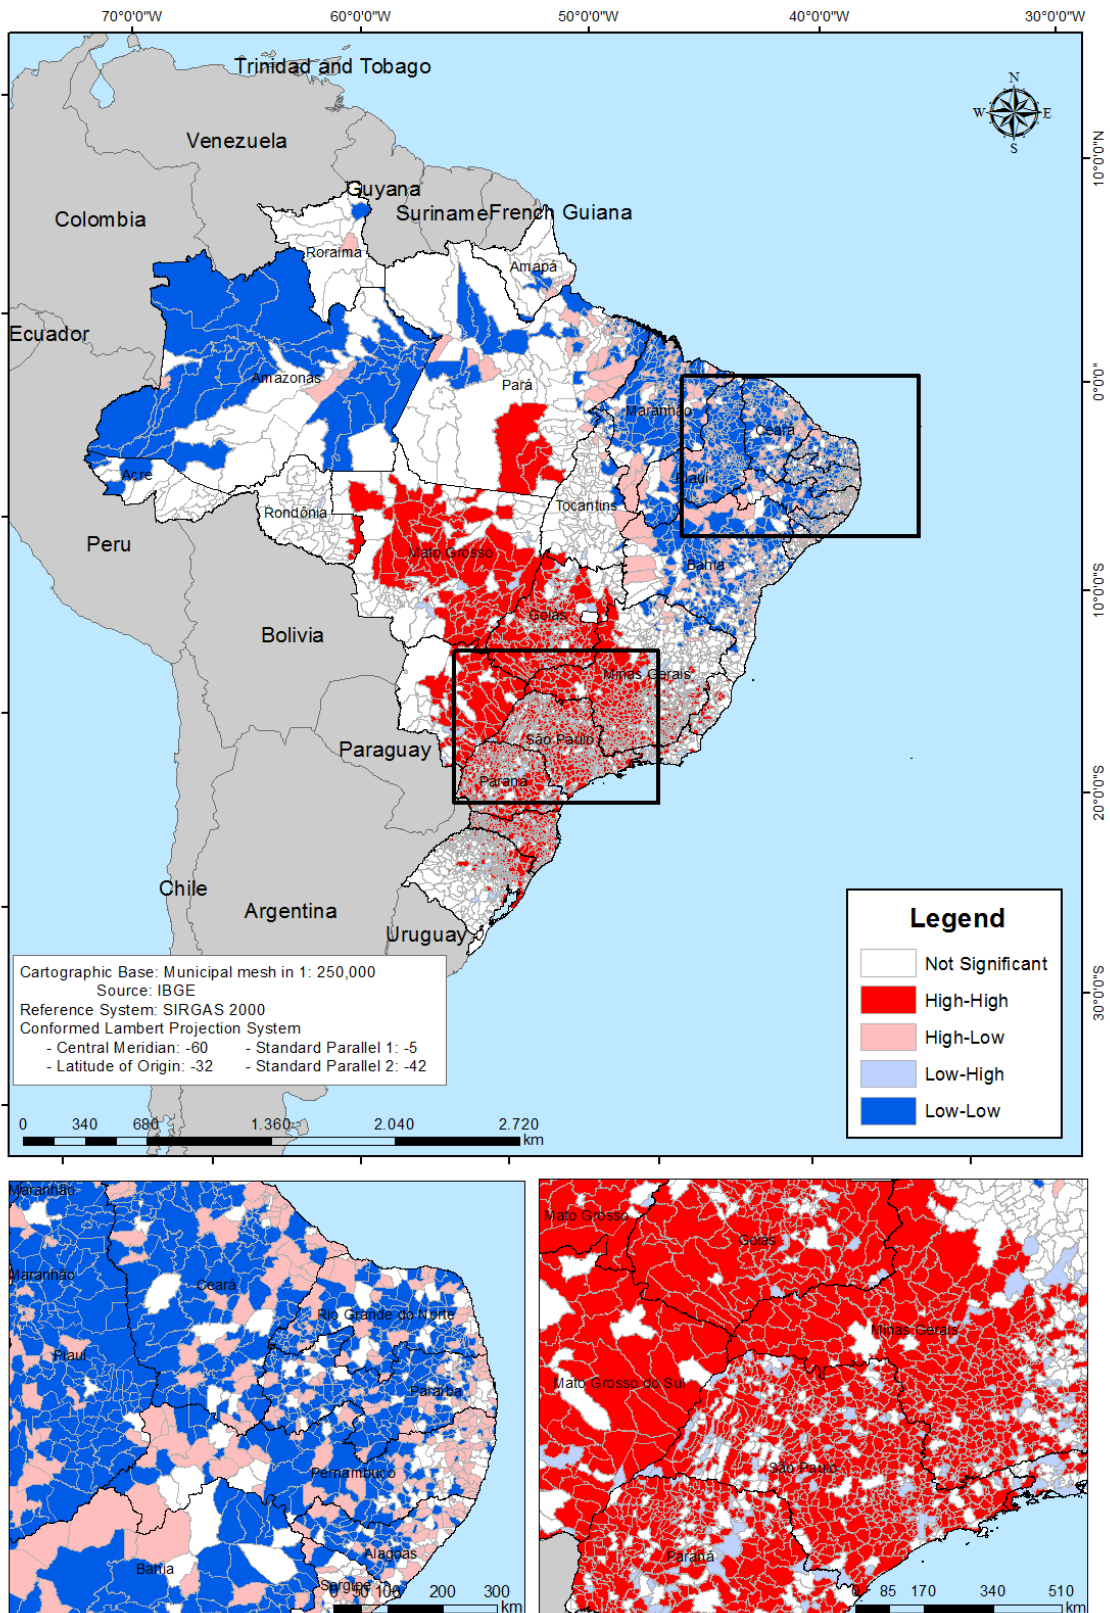 70°0'0"W 60°0'0"W 50°0'0"W 40°0'0"W 30°0'0"W
Trinidad and Tobago
N
W E
S
10°0'0"N
Venezuela
Guyana
Colombia
Suriname French Guiana
Roraima
Amapá
Ecuador
0°0'0"
Amazonas
Pará
Maranhão
Ceará
Acre
Piauí
Tocantins
Rondônia
Peru
Mato Grosso
Bahia
10°0'0"S
Goiás
Bolivia
Minas Gerais
São Paulo
Paraguay
Paraná
20°0'0"S
Chile
Argentina
Uruguay
Legend
Not Significant
High-High
High-Low
Low-High
Low-Low
30°0'0"S
Cartographic Base: Municipal mesh in 1: 250,000
Source: IBGE
Reference System: SIRGAS 2000
Conformed Lambert Projection System
- Central Meridian: -60 - Standard Parallel 1: -5
- Latitude of Origin: -32 - Standard Parallel 2: -42
0 340 680 1.360 2.040 2.720
km
Maranhão
Maranhão
Ceará
Rio Grande do Norte
Piauí
Paraíba
Pernambuco
Alagoas
Bahia
Sergipe
0 50 100 200 300
km
Mato Grosso
Goiás
Minas Gerais
Mato Grosso do Sul
São Paulo
Paraná
0 85 170 340 510
km